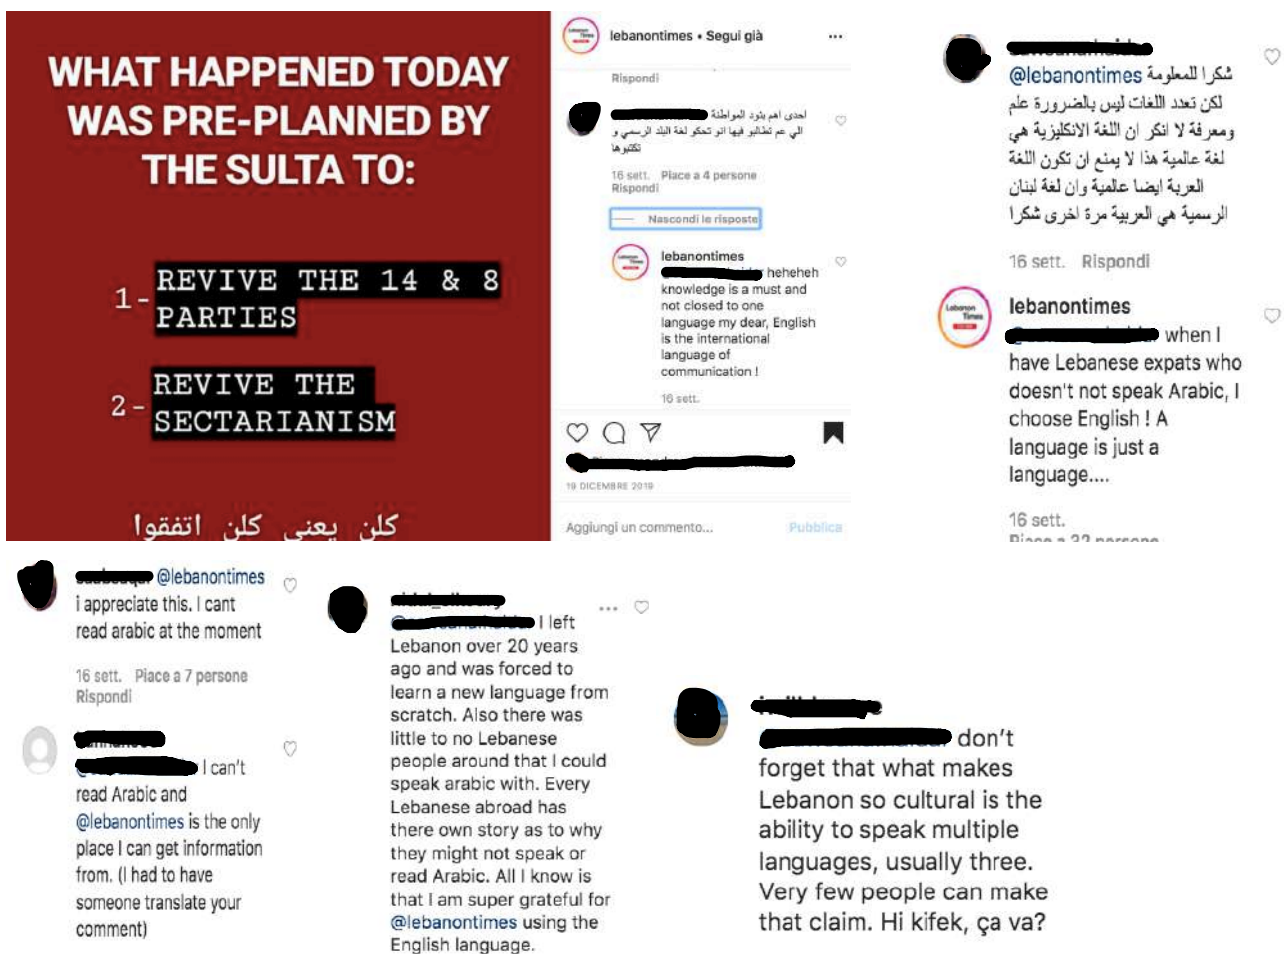 WHAT HAPPENED TODAY
WAS PRE-PLANNED BY
THE SULTA TO:
1- REVIVE THE 14 & 8
PARTIES
2- REVIVE THE
SECTARIANISM
كلن يعني كلن اتفقوا
lebanontimes • Segui già
Rispondi
احدى اهم بنود المواطنة
الي عم تطالبو فيها انو تحكو لغة البلد الرسمي و
تكتبوها
16 sett. Piace a 4 persone
Rispondi
Nascondi le risposte
lebanontimes
heheheh
knowledge is a must and
not closed to one
language my dear, English
is the international
language of
communication !
16 sett.
19 DICEMBRE 2019
Aggiungi un commento...
Pubblica
@lebanontimes شكرا للمعلومة
لكن تعدد اللغات ليس بالضرورة علم
ومعرفة لا انكر ان اللغة الانكليزية هي
لغة عالمية هذا لا يمنع ان تكون اللغة
العربة ايضا عالمية وان لغة لبنان
الرسمية هي العربية مرة اخرى شكرا
16 sett. Rispondi
Lebanon
Times
lebanontimes
when I
have Lebanese expats who
doesn't not speak Arabic, I
choose English ! A
language is just a
language....
16 sett.
Piace a 32 persone
@lebanontimes
i appreciate this. I cant
read arabic at the moment
16 sett. Piace a 7 persone
Rispondi
I can't
read Arabic and
@lebanontimes is the only
place I can get information
from. (I had to have
someone translate your
comment)
I left
Lebanon over 20 years
ago and was forced to
learn a new language from
scratch. Also there was
little to no Lebanese
people around that I could
speak arabic with. Every
Lebanese abroad has
there own story as to why
they might not speak or
read Arabic. All I know is
that I am super grateful for
@lebanontimes using the
English language.
don't
forget that what makes
Lebanon so cultural is the
ability to speak multiple
languages, usually three.
Very few people can make
that claim. Hi kifek, ça va?